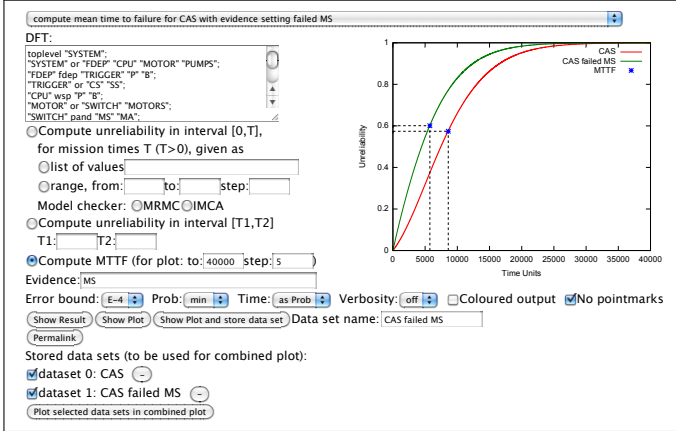 compute mean time to failure for CAS with evidence setting failed MS
DFT:
toplevel "SYSTEM";
"SYSTEM" or "FDEP" "CPU" "MOTOR" "PUMPS";
"FDEP" fdep "TRIGGER" "P" "B";
"TRIGGER" or "CS" "SS";
"CPU" wsp "P" "B";
"MOTOR" or "SWITCH" "MOTORS";
"SWITCH" pand "MS" "MA";
Compute unreliability in interval [0,T],
for mission times T (T>0), given as
list of values
range, from: to: step:
Model checker: MRMC IMCA
Compute unreliability in interval [T1,T2]
T1: T2:
Compute MTTF (for plot: to: 40000 step: 5 )
Evidence: MS
Error bound: E-4 Prob: min Time: as Prob Verbosity: off Coloured output No pointmarks
Show Result Show Plot Show Plot and store data set Data set name: CAS failed MS
Permalink
Stored data sets (to be used for combined plot):
dataset 0: CAS -
dataset 1: CAS failed MS -
Plot selected data sets in combined plot
CAS
CAS failed MS
MTTF
Unreliability
1
0.8
0.6
0.4
0.2
0
0 5000 10000 15000 20000 25000 30000 35000 40000
Time Units